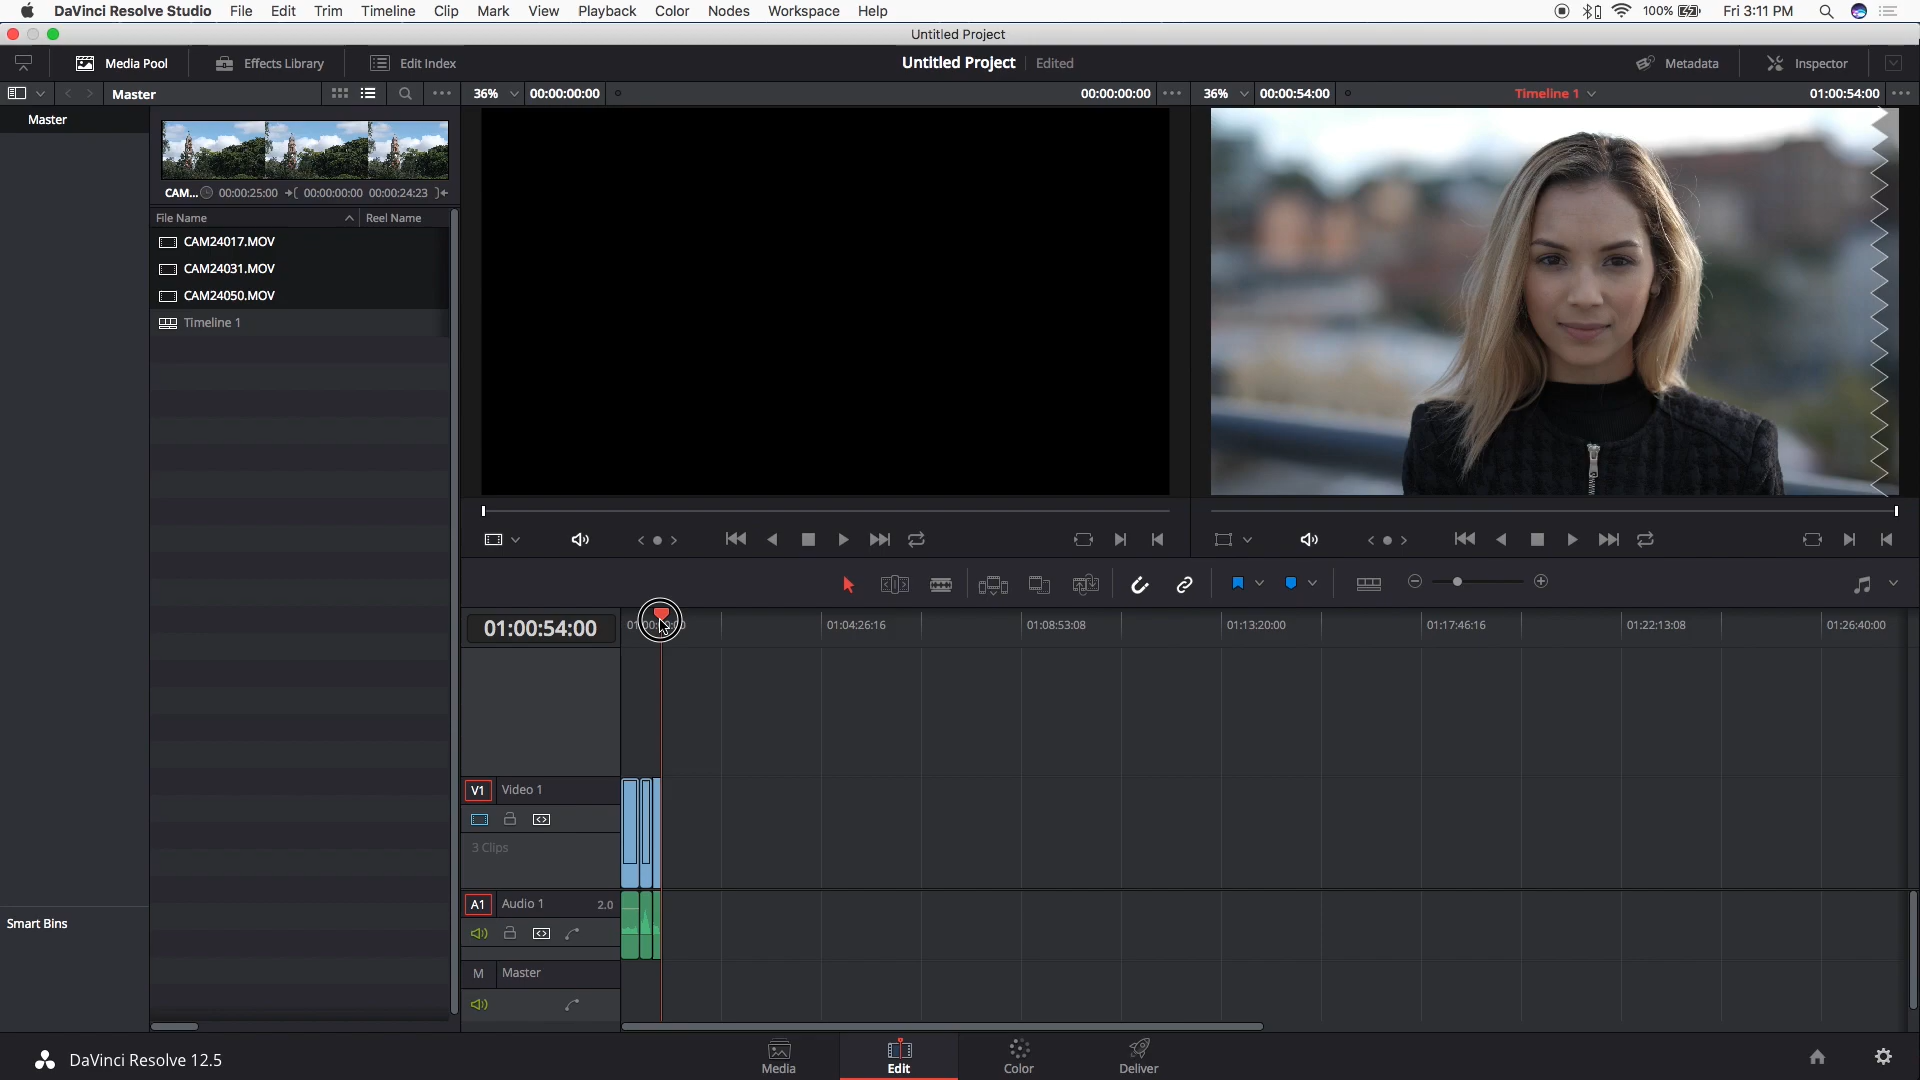 DaVinci Resolve Studio File Edit Trim Timeline Clip Mark View Playback Color Nodes Workspace Help 100% Fri 3:11 PM
Untitled Project
Media Pool Effects Library Edit Index Untitled Project Edited Metadata Inspector
Master 36% 00:00:00:00 00:00:00:00 36% 00:00:54:00 Timeline 1 01:00:54:00
Master
CAM... 00:00:25:00 00:00:00:00 00:00:24:23
File Name Reel Name
CAM24017.MOV
CAM24031.MOV
CAM24050.MOV
Timeline 1
01:00:54:00 01:04:26:16 01:08:53:08 01:13:20:00 01:17:46:16 01:22:13:08 01:26:40:00
V1 Video 1
3 Clips
A1 Audio 1 2.0
Smart Bins
M Master
DaVinci Resolve 12.5
Media Edit Color Deliver